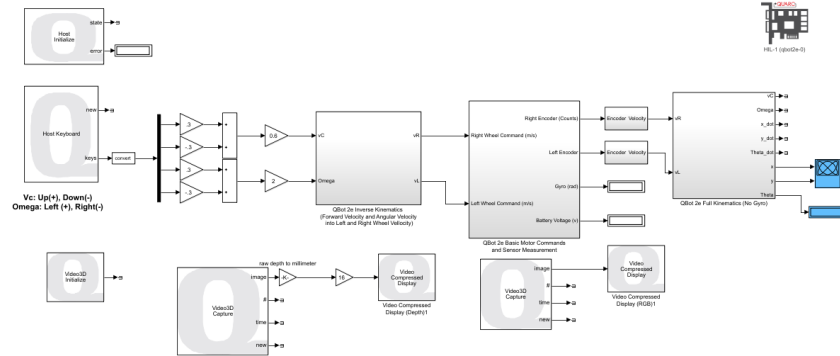 QUARC
HIL-1 (qbot2e-0)
Host
Initialize
state
error
Host Keyboard
new
keys
convert
.3
-.3
.3
-.3
+
+
+
+
0.6
2
vC
Omega
vR
vL
QBot 2e Inverse Kinematics
(Forward Velocity and Angular Velocity
into Left and Right Wheel Vellocity)
Right Wheel Command (m/s)
Left Wheel Command (m/s)
Right Encoder (Counts)
Left Encoder
Gyro (rad)
Battery Voltage (v)
QBot 2e Basic Motor Commands
and Sensor Measurement
Encoder Velocity
Encoder Velocity
vR
vL
vC
Omega
x_dot
y_dot
Theta_dot
x
y
Theta
QBot 2e Full Kinematics (No Gyro)
Vc: Up(+), Down(-)
Omega: Left (+), Right(-)
Video3D
Initialize
Video3D
Capture
image
#
time
new
raw depth to millimeter
-K-
16
Video
Compressed
Display
Video Compressed
Display (Depth)1
Video3D
Capture
image
#
time
new
Video
Compressed
Display
Video Compressed
Display (RGB)1